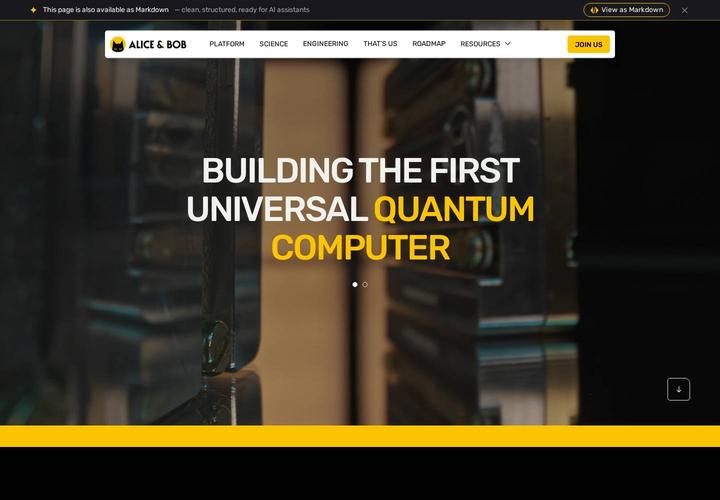 This page is also available as Markdown — clean, structured, ready for AI assistants
View as Markdown
ALICE & BOB
PLATFORM
SCIENCE
ENGINEERING
THAT'S US
ROADMAP
RESOURCES
JOIN US
BUILDING THE FIRST
UNIVERSAL QUANTUM
COMPUTER